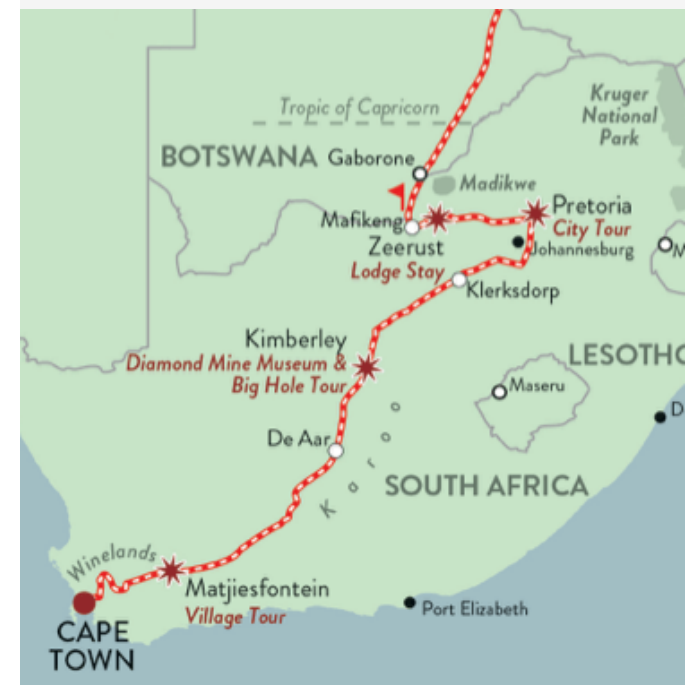 Tropic of Capricorn
Kruger
National
Park
BOTSWANA
Gaborone
Madikwe
Mafikeng
Zeerust
Lodge Stay
Pretoria
City Tour
Johannesburg
M
Klerksdorp
Kimberley
Diamond Mine Museum &
Big Hole Tour
LESOTHO
Maseru
D
De Aar
Karoo
SOUTH AFRICA
Winelands
Matjiesfontein
Village Tour
Port Elizabeth
CAPE
TOWN